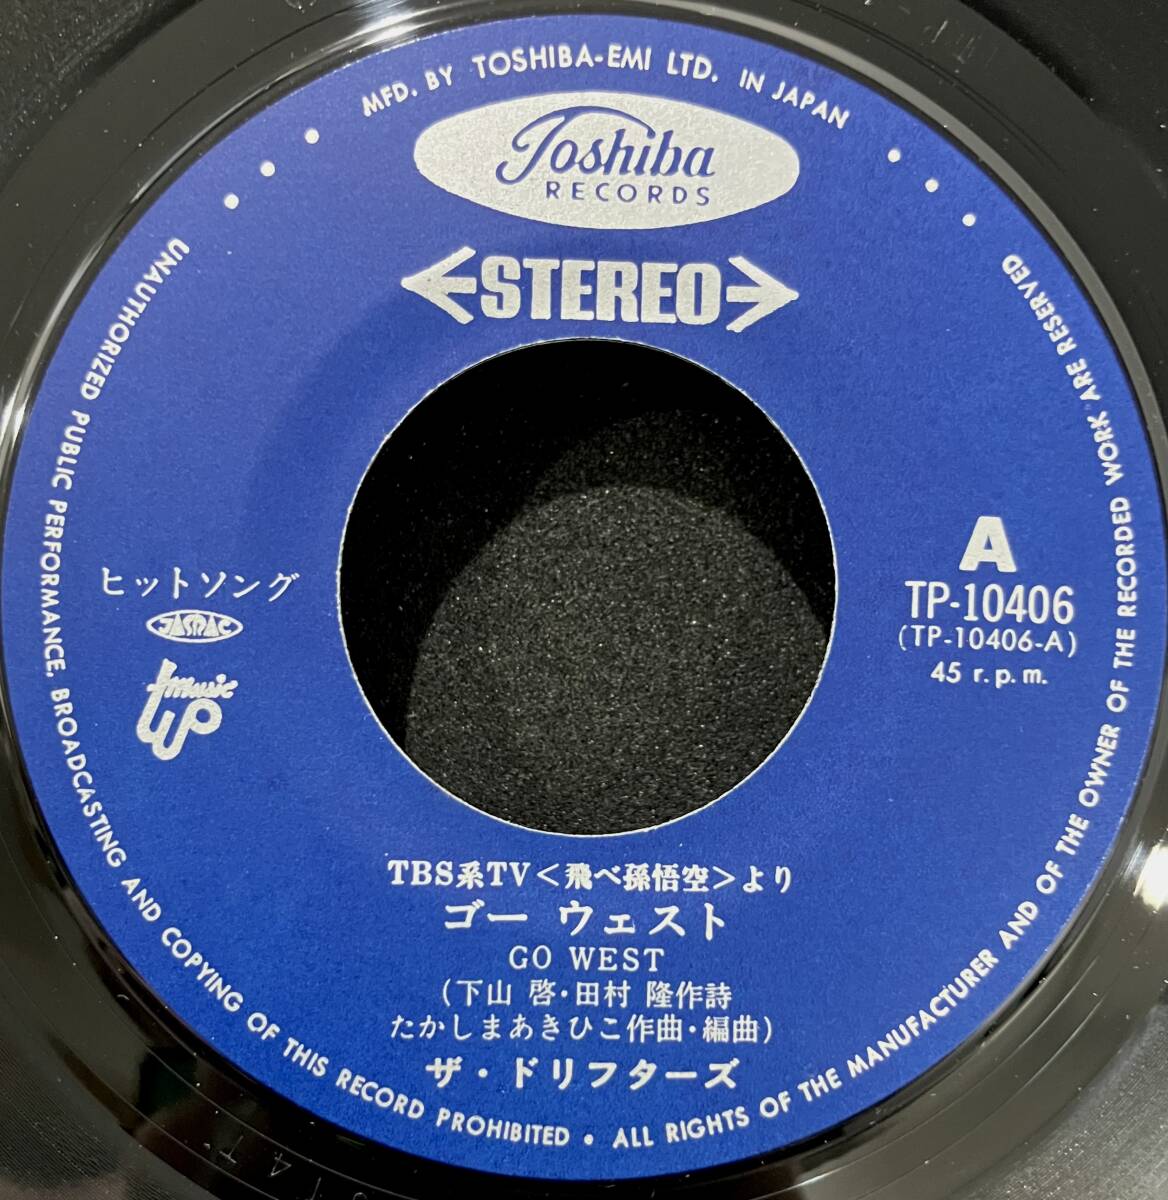 MFD. BY TOSHIBA-EMI LTD. IN JAPAN
Toshiba
RECORDS
STEREO
ヒットソング
JASRAC
music
A
TP-10406
(TP-10406-A)
45 r.p.m.
TBS系TV<飛べ孫悟空>より
ゴー ウェスト
GO WEST
(下山 啓・田村 隆作詩
たかしまあきひこ作曲・編曲)
ザ・ドリフターズ
UNAUTHORIZED PUBLIC PERFORMANCE, BROADCASTING AND COPYING OF THIS RECORD PROHIBITED • ALL RIGHTS OF THE MANUFACTURER AND OF THE OWNER OF THE RECORDED WORK ARE RESERVED